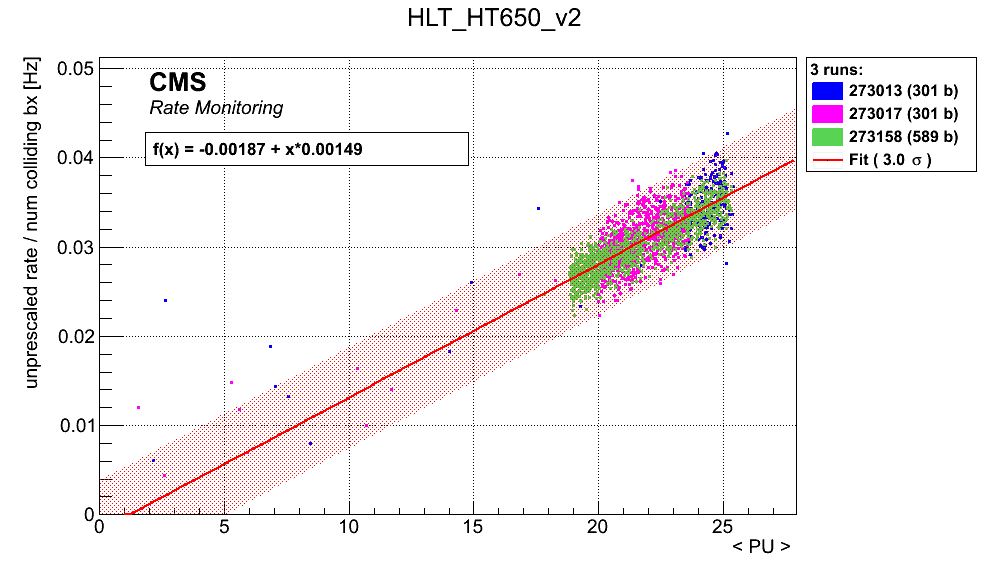 HLT_HT650_v2
unprescaled rate / num colliding bx [Hz]
0.05
0.04
0.03
0.02
0.01
0
CMS
Rate Monitoring
f(x) = -0.00187 + x*0.00149
3 runs:
273013 (301 b)
273017 (301 b)
273158 (589 b)
Fit ( 3.0 σ )
0 5 10 15 20 25
< PU >